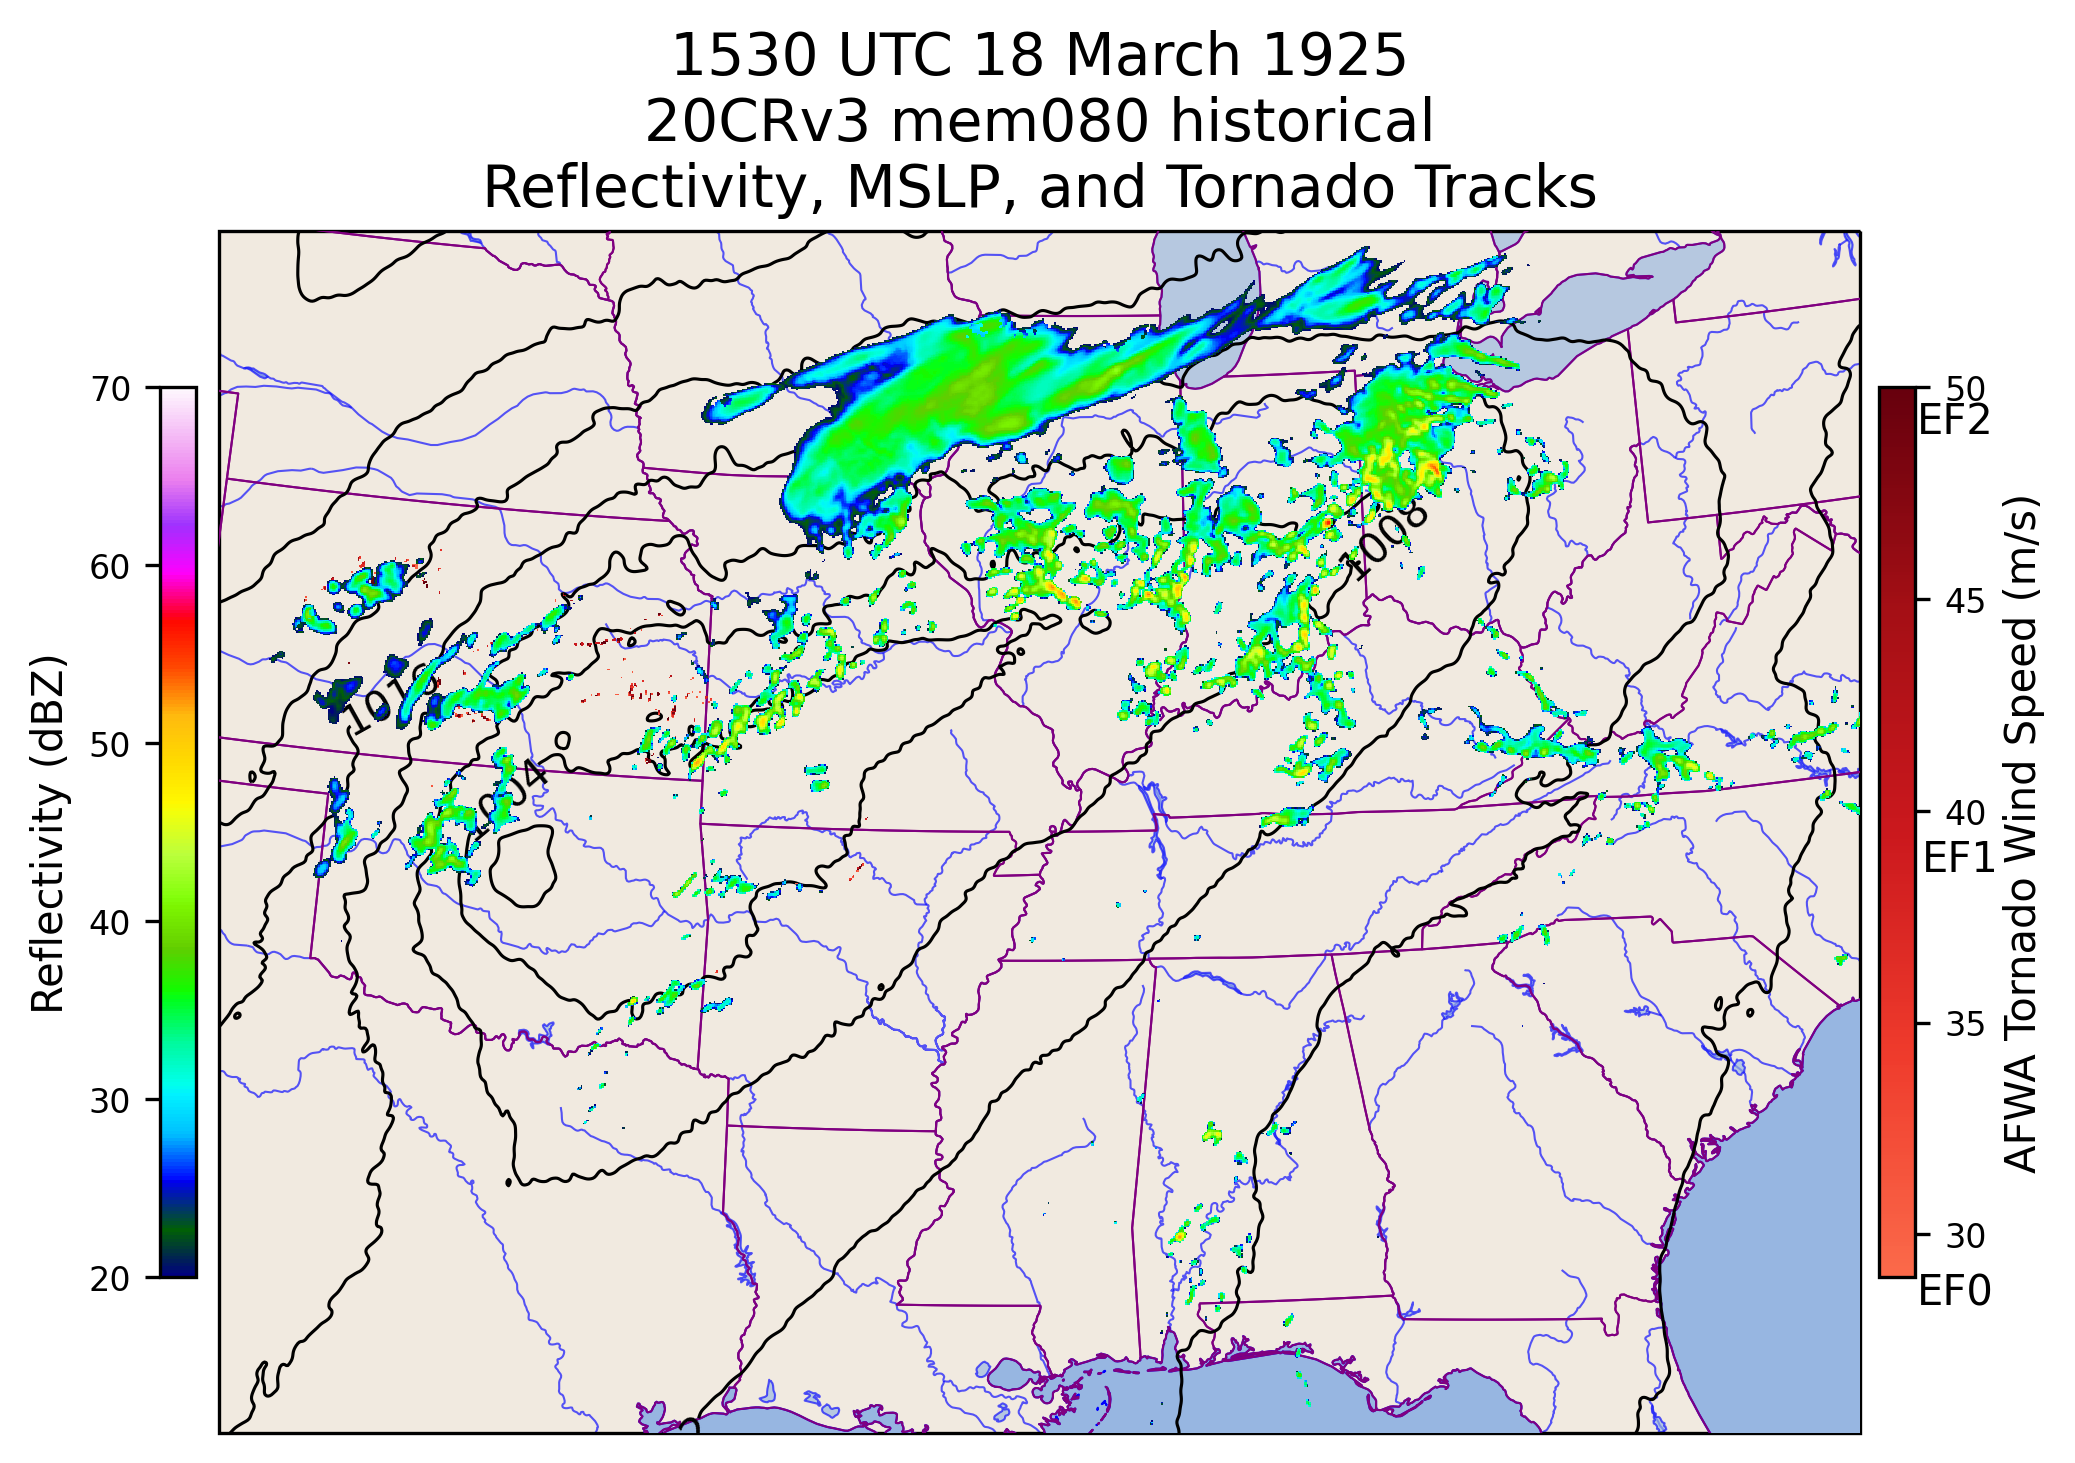 1530 UTC 18 March 1925
20CRv3 mem080 historical
Reflectivity, MSLP, and Tornado Tracks
Reflectivity (dBZ)
70
60
50
40
30
20
1016
1004
1008
50
EF2
45
40
EF1
35
30
EF0
AFWA Tornado Wind Speed (m/s)